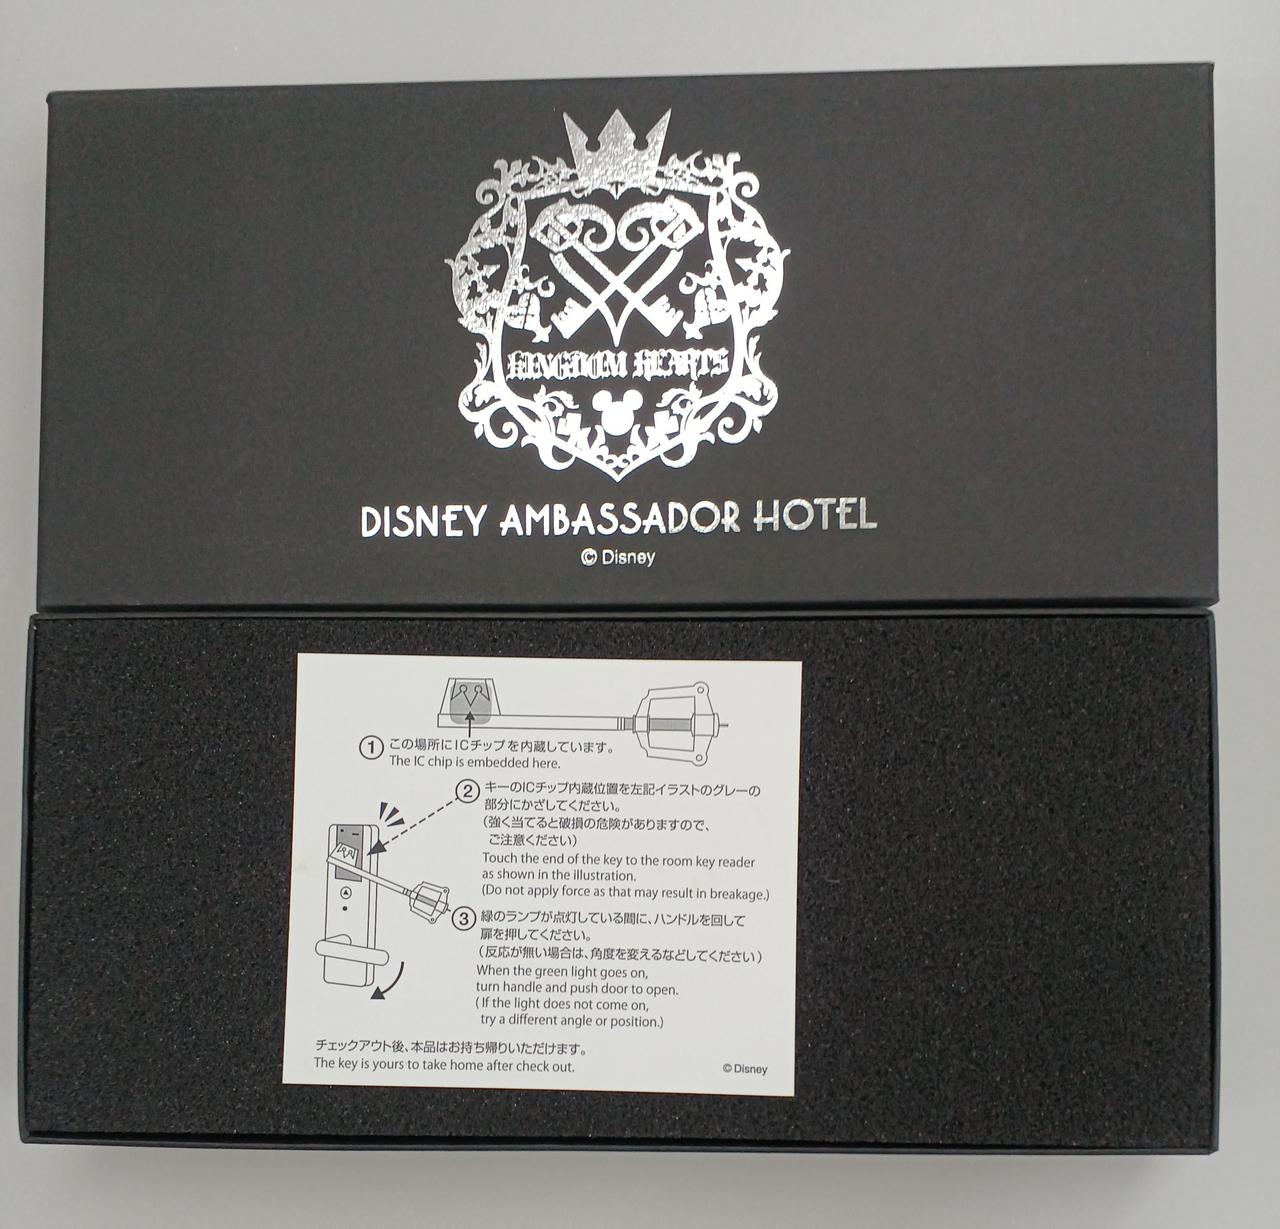 KINGDOM HEARTS
DISNEY AMBASSADOR HOTEL
© Disney
① この場所にICチップを内蔵しています。
The IC chip is embedded here.
② キーのICチップ内蔵位置を左記イラストのグレーの
部分にかざしてください。
（強く当てると破損の危険がありますので、
ご注意ください）
Touch the end of the key to the room key reader
as shown in the illustration.
(Do not apply force as that may result in breakage.)
③ 緑のランプが点灯している間に、ハンドルを回して
扉を押してください。
（反応が無い場合は、角度を変えるなどしてください）
When the green light goes on,
turn handle and push door to open.
( If the light does not come on,
try a different angle or position.)
チェックアウト後、本品はお持ち帰りいただけます。
The key is yours to take home after check out.
© Disney